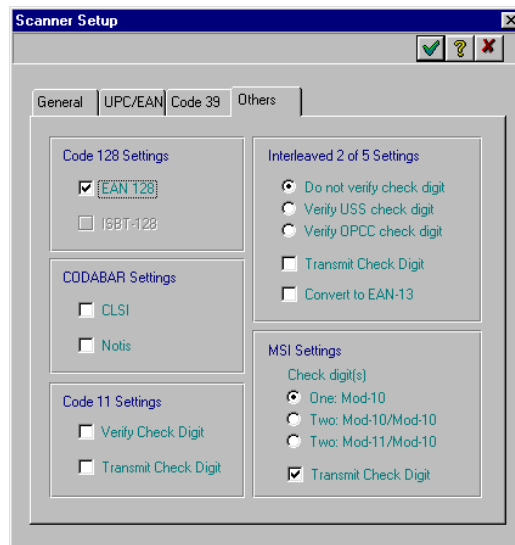 Scanner Setup
General
UPC/EAN
Code 39
Others
Code 128 Settings
EAN 128
ISBT-128
CODABAR Settings
CLSI
Notis
Code 11 Settings
Verify Check Digit
Transmit Check Digit
Interleaved 2 of 5 Settings
Do not verify check digit
Verify USS check digit
Verify OPCC check digit
Transmit Check Digit
Convert to EAN-13
MSI Settings
Check digit(s)
One: Mod-10
Two: Mod-10/Mod-10
Two: Mod-11/Mod-10
Transmit Check Digit